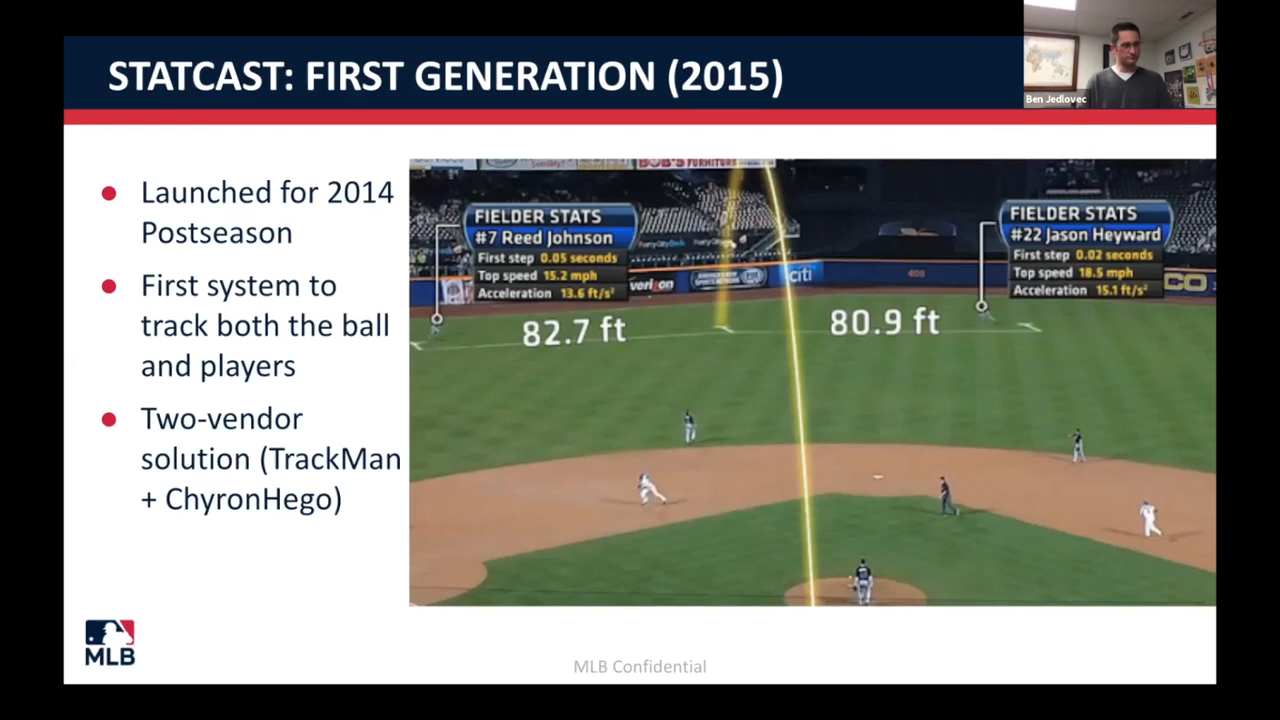 STATCAST: FIRST GENERATION (2015)
Ben Jedlovec
● Launched for 2014
Postseason
● First system to
track both the ball
and players
● Two-vendor
solution (TrackMan
+ ChyronHego)
BOB'S FURNITURE
FIELDER STATS
#7 Reed Johnson
First step 0.05 seconds
Top speed 15.2 mph
Acceleration 13.6 ft/s²
FIELDER STATS
#22 Jason Heyward
First step 0.02 seconds
Top speed 18.5 mph
Acceleration 15.1 ft/s²
verizon
citi
408
82.7 ft
80.9 ft
MLB
MLB Confidential